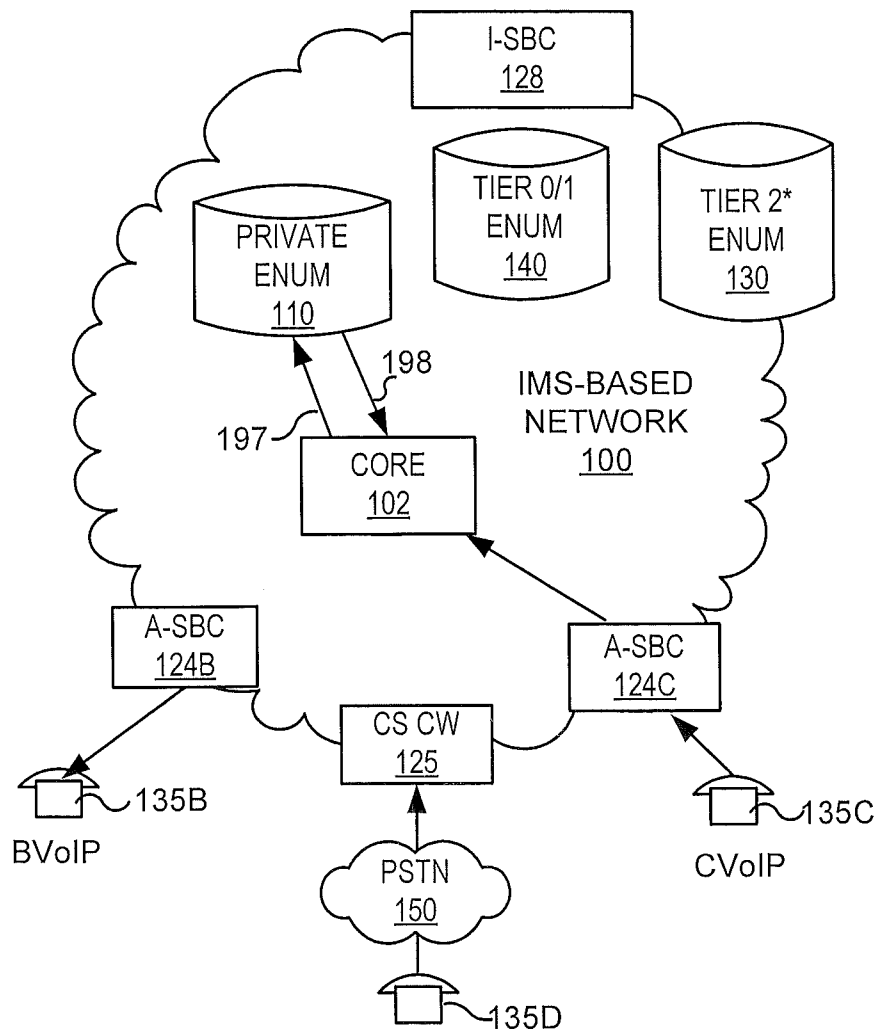 I-SBC
128
TIER 0/1
ENUM
140
TIER 2*
ENUM
130
PRIVATE
ENUM
110
198
197
IMS-BASED
NETWORK
100
CORE
102
A-SBC
124B
A-SBC
124C
CS CW
125
135B
BVoIP
135C
CVoIP
PSTN
150
135D